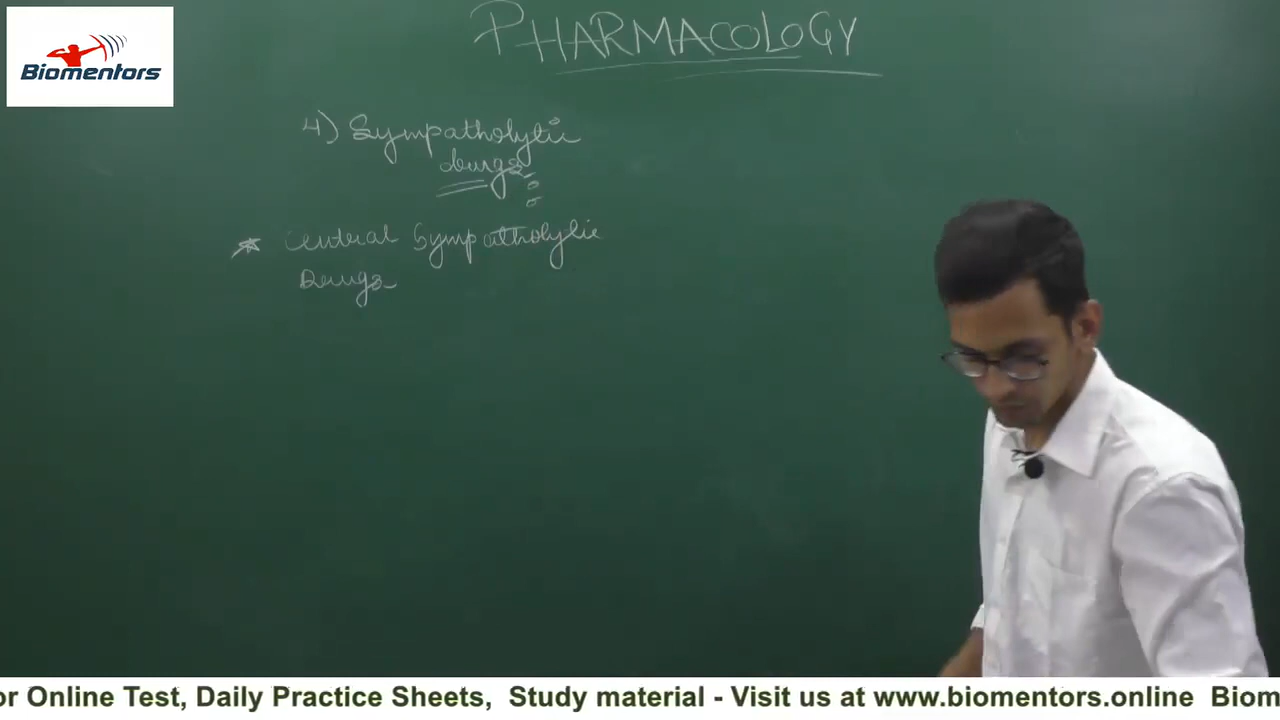 Biomentors
PHARMACOLOGY
4) Sympatholytic
drugs
* Central Sympatholytic
Drugs
or Online Test, Daily Practice Sheets, Study material - Visit us at www.biomentors.online Biom